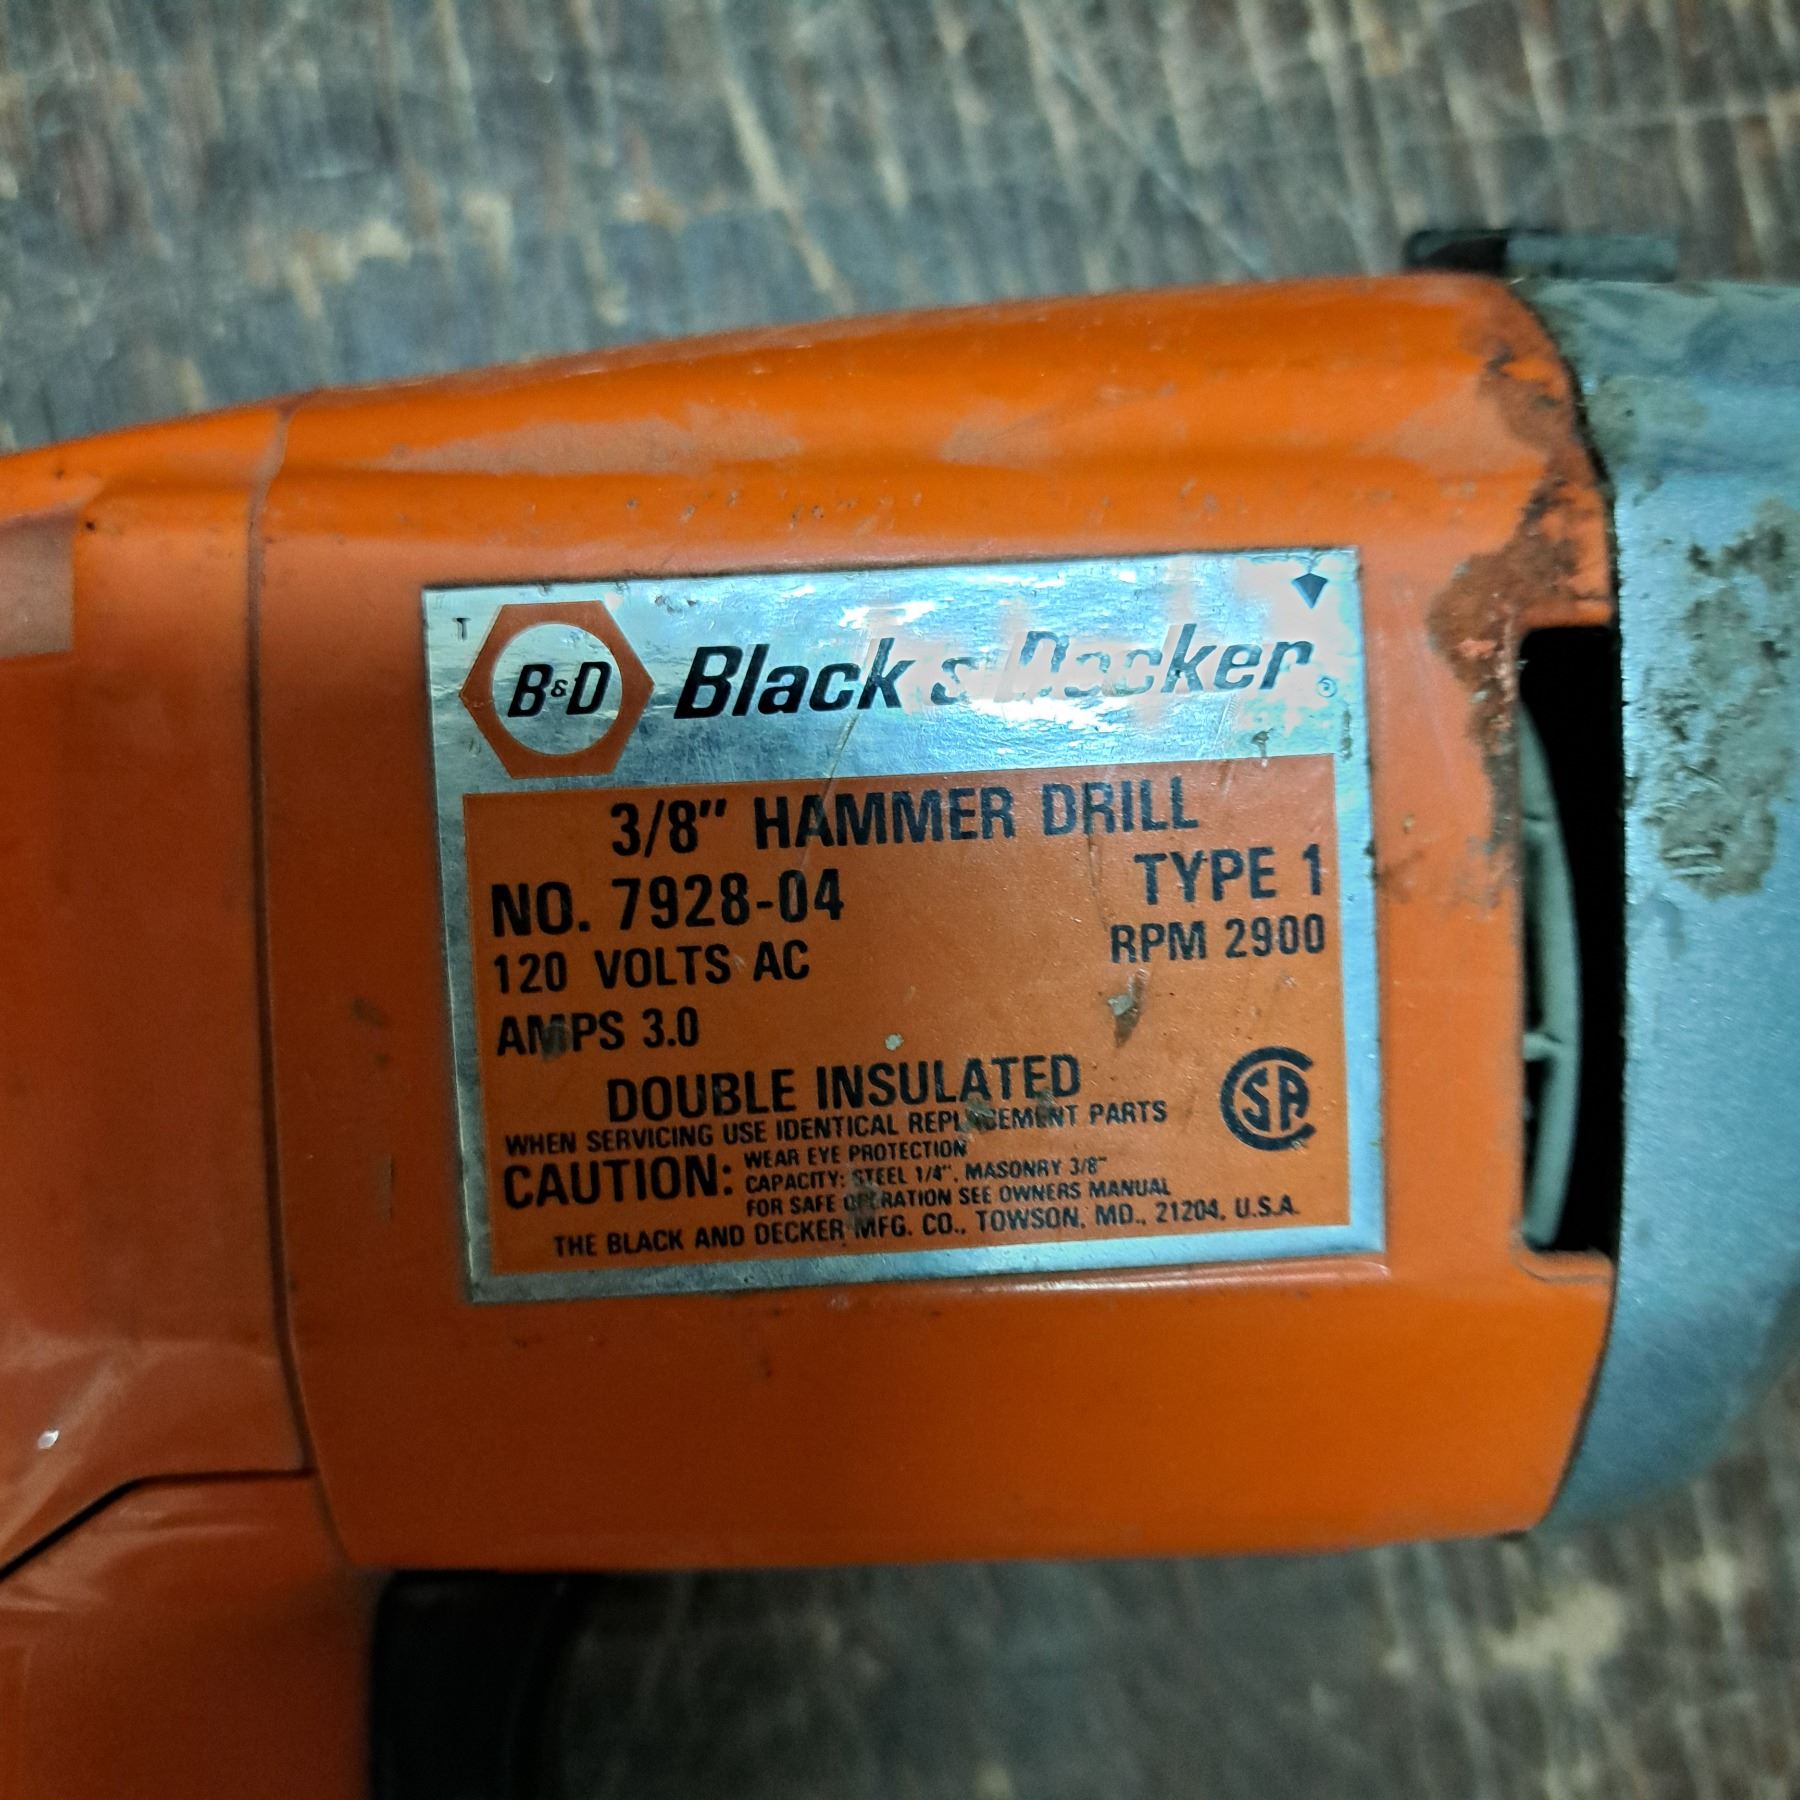 T
B&D Black & Decker ®
3/8" HAMMER DRILL
NO. 7928-04 TYPE 1
120 VOLTS AC RPM 2900
AMPS 3.0
DOUBLE INSULATED
WHEN SERVICING USE IDENTICAL REPLACEMENT PARTS
CSA
CAUTION: WEAR EYE PROTECTION
CAPACITY: STEEL 1/4", MASONRY 3/8"
FOR SAFE OPERATION SEE OWNERS MANUAL
THE BLACK AND DECKER MFG. CO., TOWSON, MD., 21204, U.S.A.